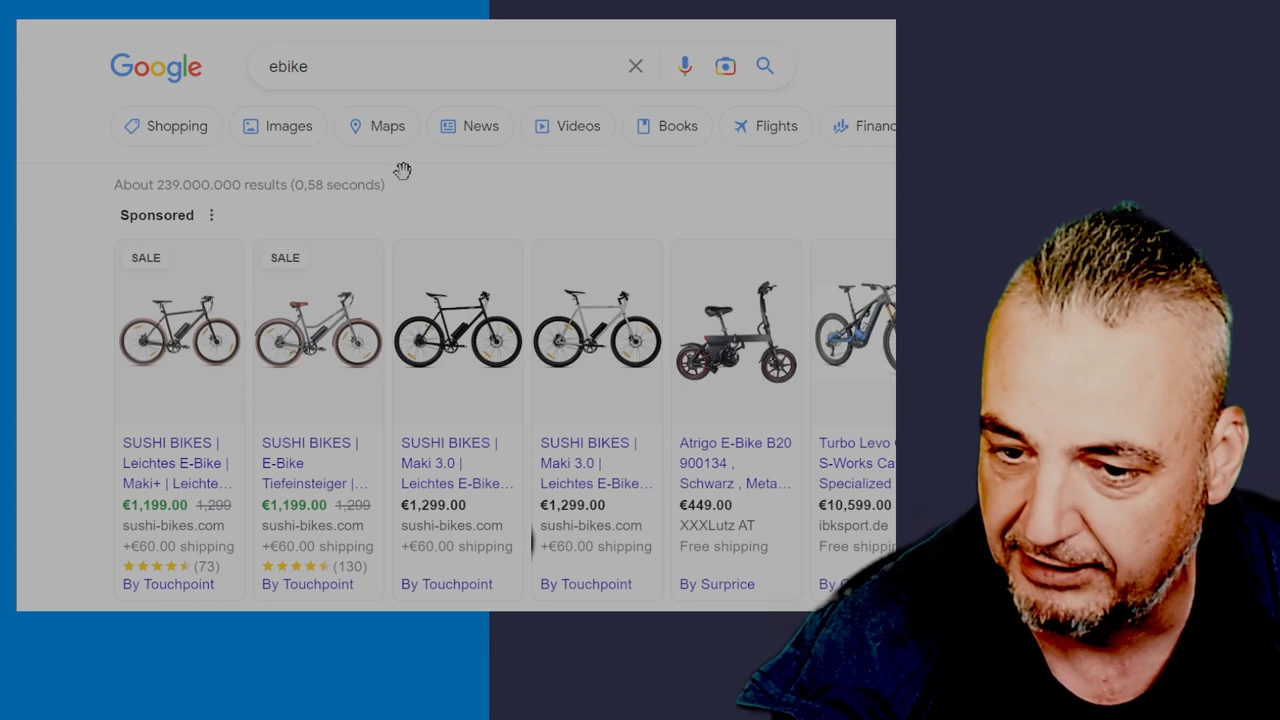 Google
ebike
Shopping
Images
Maps
News
Videos
Books
Flights
Financ
About 239.000.000 results (0,58 seconds)
Sponsored
SALE
SUSHI BIKES |
Leichtes E-Bike |
Maki+ | Leichte...
€1,199.00 1,299
sushi-bikes.com
+€60.00 shipping
(73)
By Touchpoint
SALE
SUSHI BIKES |
E-Bike
Tiefeinsteiger |...
€1,199.00 1,299
sushi-bikes.com
+€60.00 shipping
(130)
By Touchpoint
SUSHI BIKES |
Maki 3.0 |
Leichtes E-Bike...
€1,299.00
sushi-bikes.com
+€60.00 shipping
By Touchpoint
SUSHI BIKES |
Maki 3.0 |
Leichtes E-Bike...
€1,299.00
sushi-bikes.com
+€60.00 shipping
By Touchpoint
Atrigo E-Bike B20
900134 ,
Schwarz , Meta...
€449.00
XXXLutz AT
Free shipping
By Surprice
Turbo Levo
S-Works Ca
Specialized
€10,599.00
ibksport.de
Free shippin
By